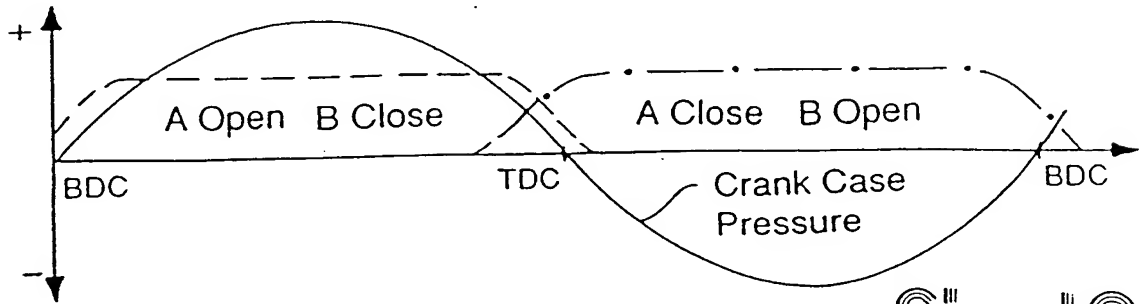 +
A Open B Close
A Close B Open
BDC
TDC
BDC
Crank Case
Pressure
−